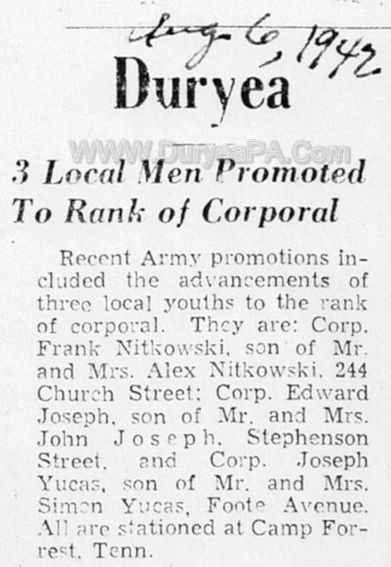 Aug. 6, 1942
Duryea
WWW.DuryeaPA.Com
3 Local Men Promoted
To Rank of Corporal
Recent Army promotions in-
cluded the advancements of
three local youths to the rank
of corporal. They are: Corp.
Frank Nitkowski, son of Mr.
and Mrs. Alex Nitkowski, 244
Church Street; Corp. Edward
Joseph, son of Mr. and Mrs.
John Joseph, Stephenson
Street, and Corp. Joseph
Yucas, son of Mr. and Mrs.
Simon Yucas, Foote Avenue.
All are stationed at Camp For-
rest, Tenn.